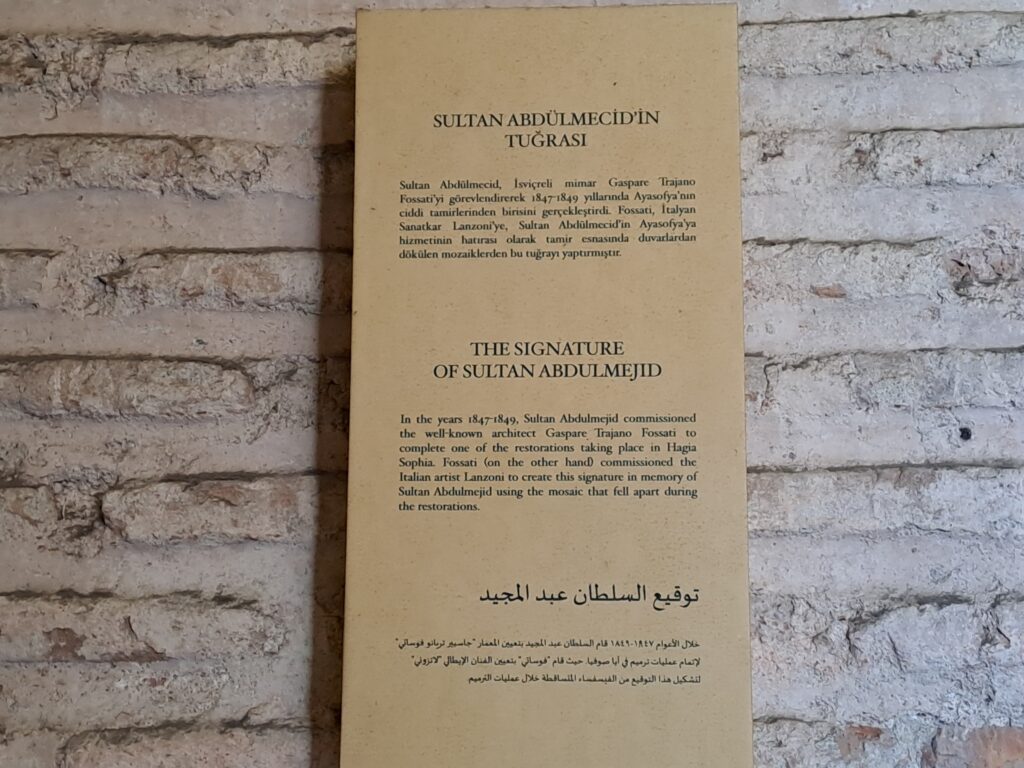 SULTAN ABDÜLMECİD'İN
TUĞRASI
Sultan Abdülmecid, İsviçreli mimar Gaspare Trajano
Fossati'yi görevlendirerek 1847-1849 yıllarında Ayasofya'nın
ciddi tamirlerinden birisini gerçekleştirdi. Fossati, İtalyan
Sanatkar Lanzoni'ye, Sultan Abdülmecid'in Ayasofya'ya
hizmetinin hatırası olarak tamir esnasında duvarlardan
dökülen mozaiklerden bu tuğrayı yaptırmıştır.
THE SIGNATURE
OF SULTAN ABDULMEJID
In the years 1847-1849, Sultan Abdulmejid commissioned
the well-known architect Gaspare Trajano Fossati to
complete one of the restorations taking place in Hagia
Sophia. Fossati (on the other hand) commissioned the
Italian artist Lanzoni to create this signature in memory of
Sultan Abdulmejid using the mosaic that fell apart during
the restorations.
توقيع السلطان عبد المجيد
خلال الأعوام ١٩٤٧-١٨٤٩ قام السلطان عبد المجيد بتعيين المعمار "جاسبير تريانو فوساتي"
لإتمام عمليات ترميم في آيا صوفيا. حيث قام "فوساتي" بتعيين الفنان الإيطالي "لانزوني"
لتشكيل هذا التوقيع من الفيسفساء المتساقطة خلال عمليات الترميم.